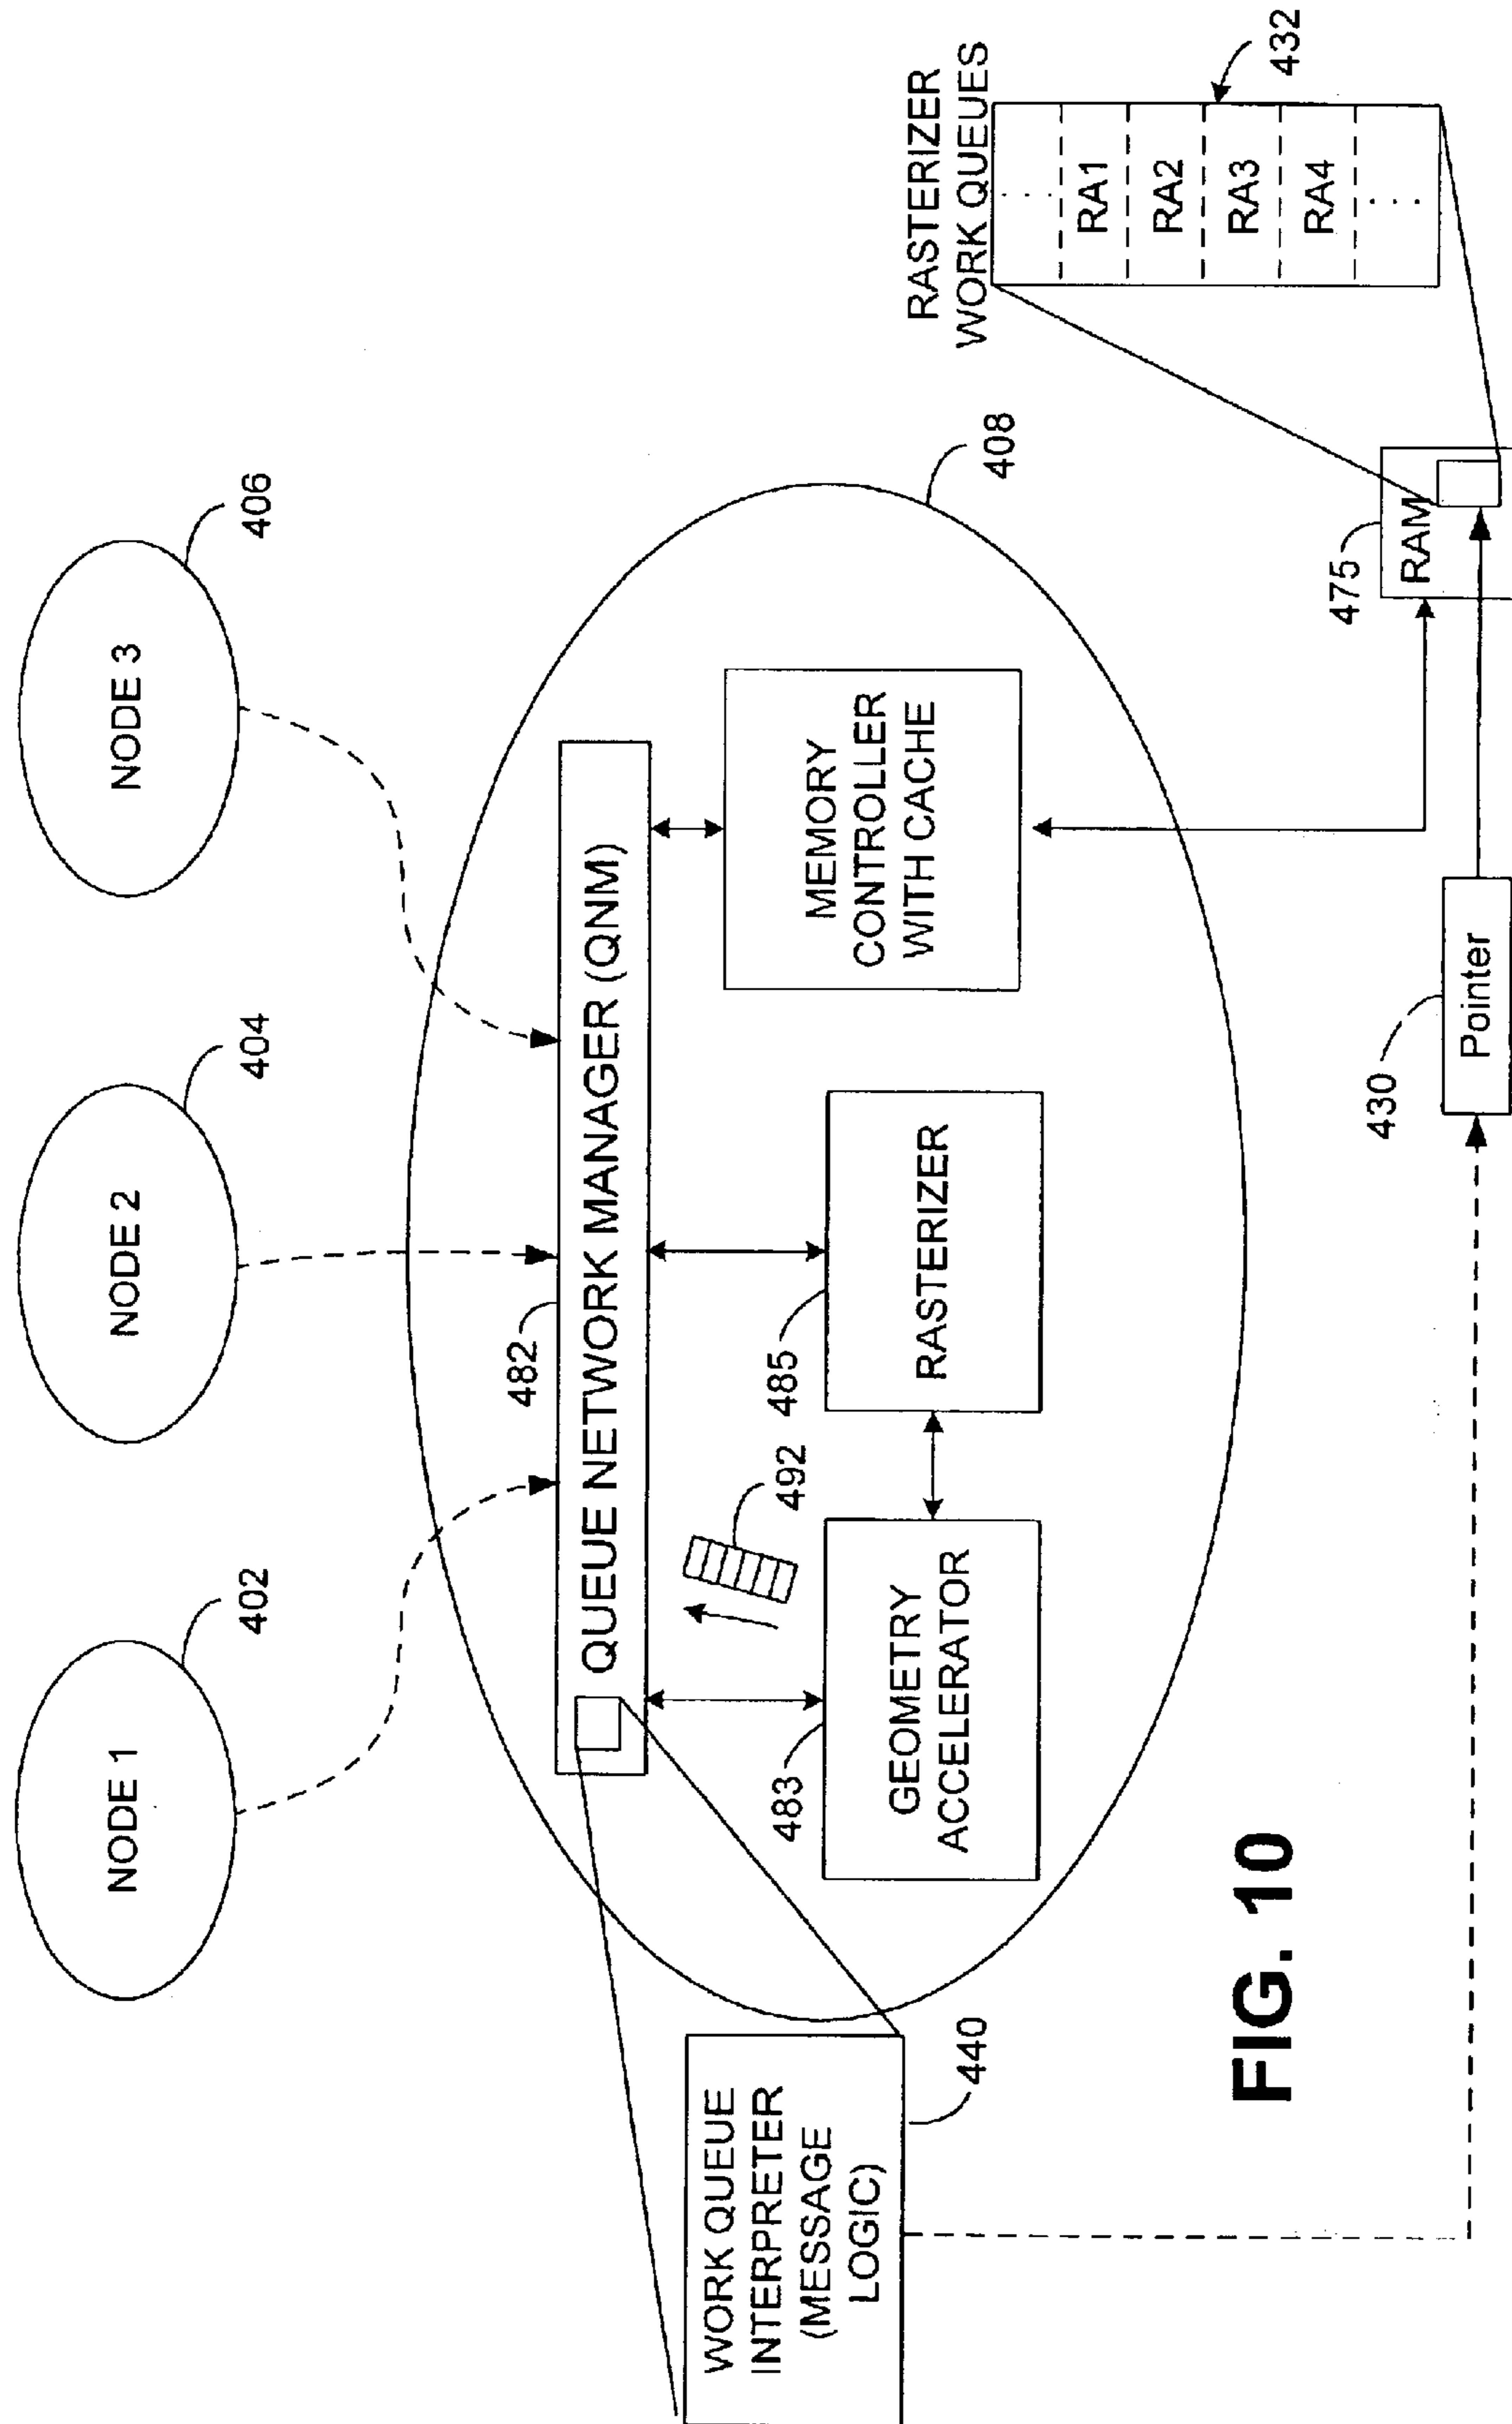 NODE 1
402
NODE 2
404
NODE 3
406
408
482
QUEUE NETWORK MANAGER (QNM)
492
483
GEOMETRY
ACCELERATOR
485
RASTERIZER
MEMORY
CONTROLLER
WITH CACHE
WORK QUEUE
INTERPRETER
(MESSAGE
LOGIC)
440
RASTERIZER
WORK QUEUES
RA1
RA2
RA3
RA4
432
475
RAM
430
Pointer
FIG. 10